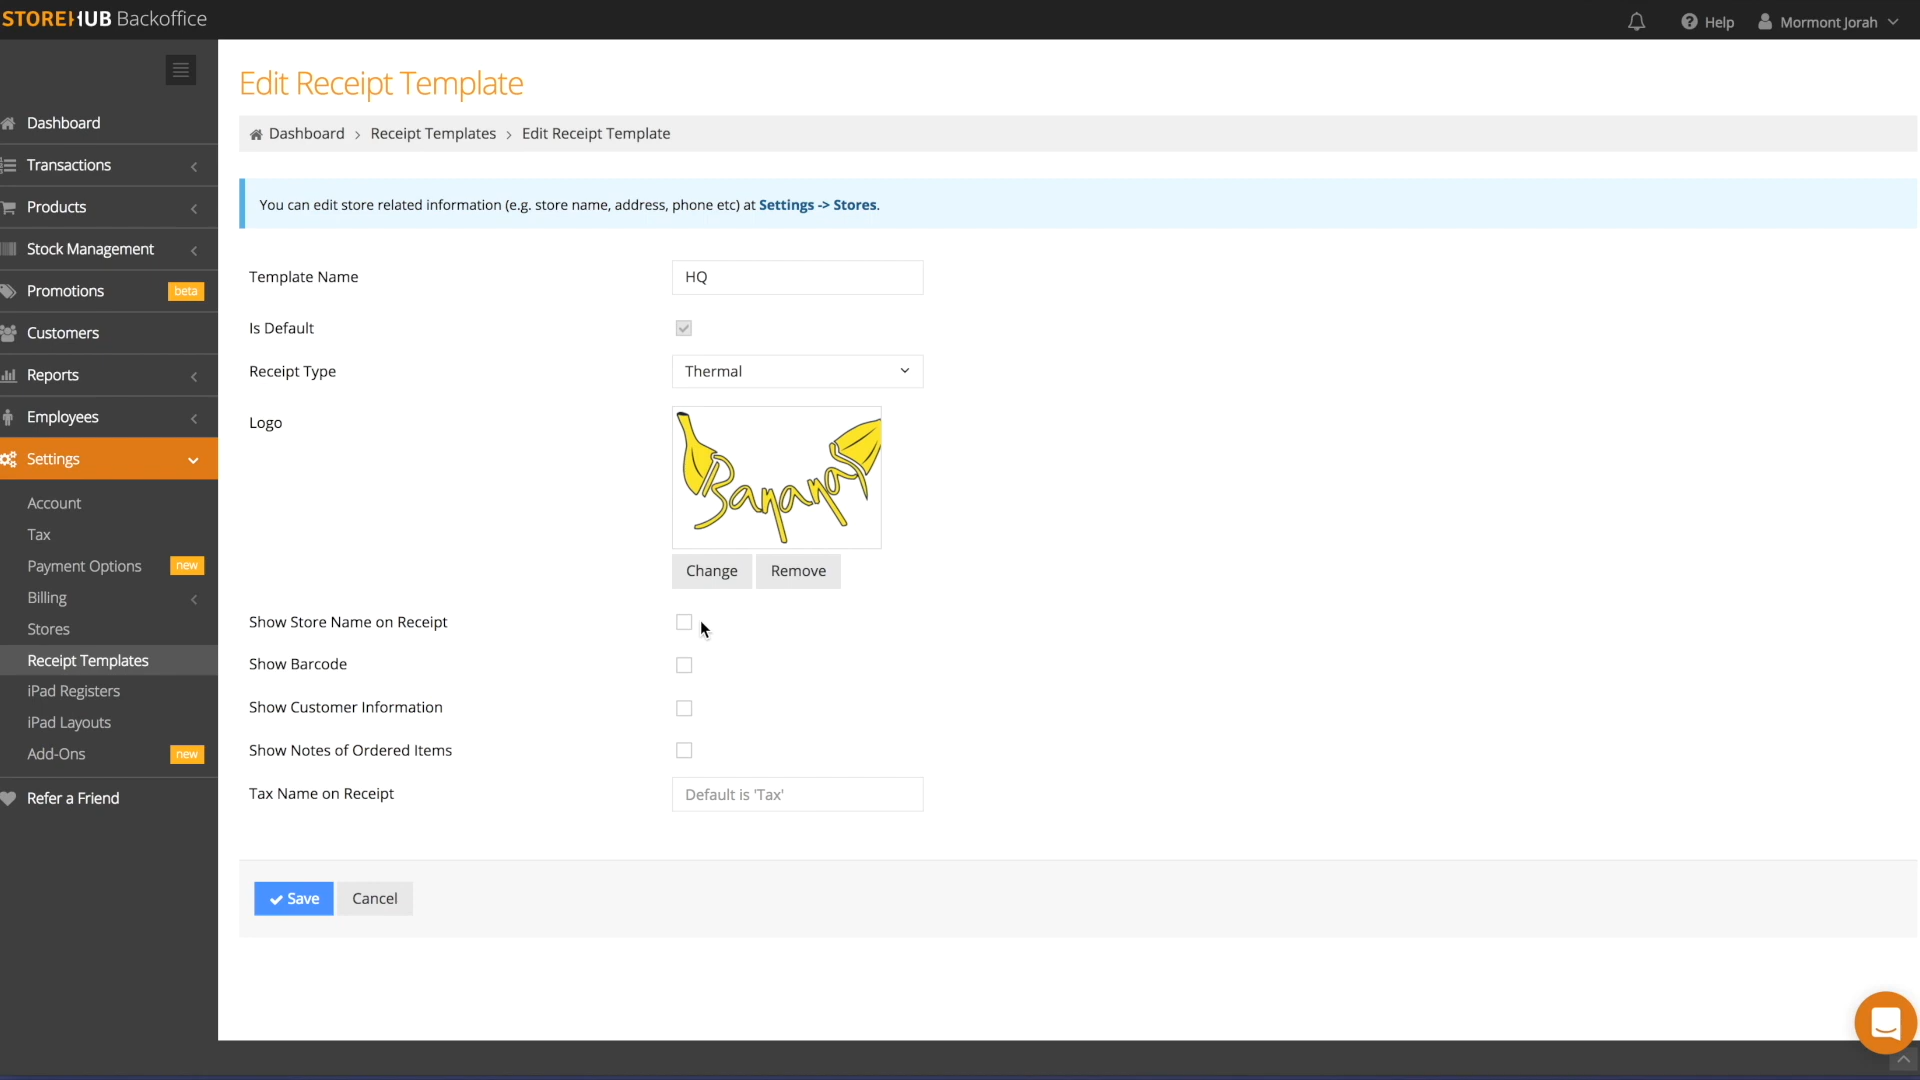 STOREHUB Backoffice
Help
Mormont Jorah
Dashboard
Transactions
Products
Stock Management
Promotions beta
Customers
Reports
Employees
Settings
Account
Tax
Payment Options new
Billing
Stores
Receipt Templates
iPad Registers
iPad Layouts
Add-Ons new
Refer a Friend
Edit Receipt Template
Dashboard > Receipt Templates > Edit Receipt Template
You can edit store related information (e.g. store name, address, phone etc) at Settings -> Stores.
Template Name HQ
Is Default
Receipt Type Thermal
Logo
Bananas
Change Remove
Show Store Name on Receipt
Show Barcode
Show Customer Information
Show Notes of Ordered Items
Tax Name on Receipt Default is 'Tax'
Save Cancel